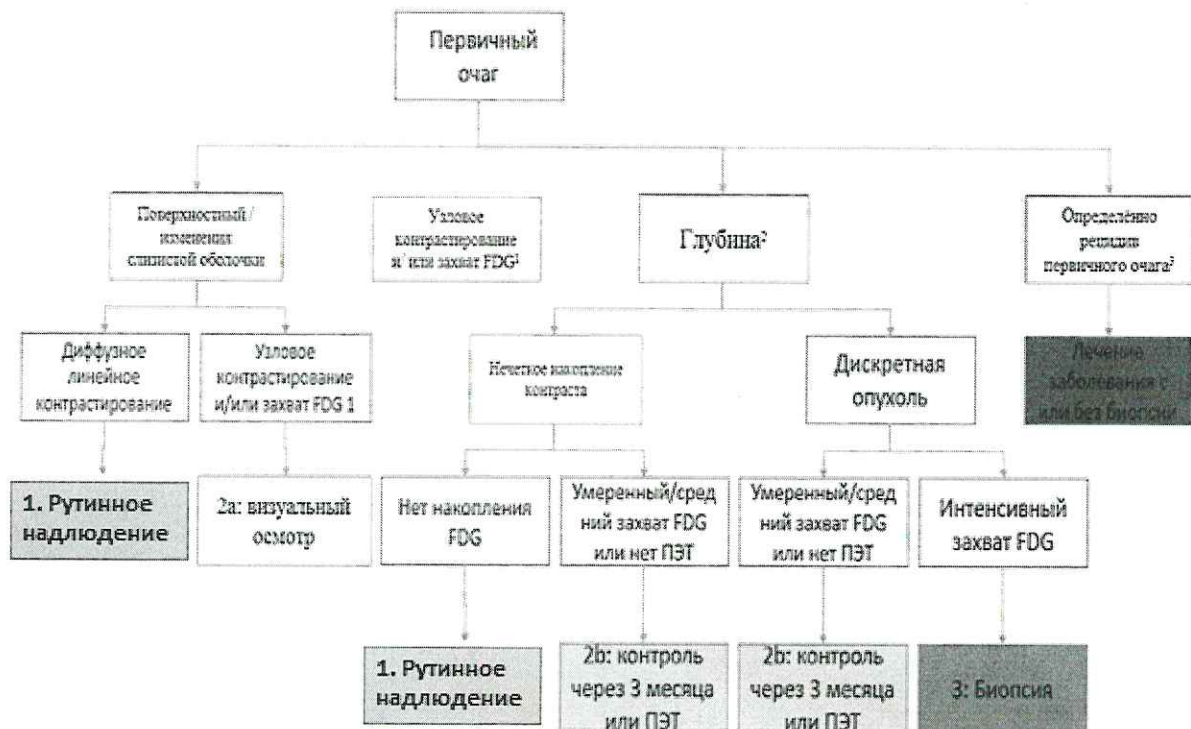 Первичный
очаг
Поверхностный /
изменения
слизистой оболочки
Узловое
контрастирование
и/или захват FDG¹
Глубина²
Определённо
рецидив
первичного очага³
Диффузное
линейное
контрастирование
Узловое
контрастирование
и/или захват FDG 1
Нечеткое накопление
контраста
Дискретная
опухоль
Лечение
заболевания с
или без биопсии
1. Рутинное
надлюдение
2а: визуальный
осмотр
Нет накопления
FDG
Умеренный/сред
ний захват FDG
или нет ПЭТ
Умеренный/сред
ний захват FDG
или нет ПЭТ
Интенсивный
захват FDG
1. Рутинное
надлюдение
2b: контроль
через 3 месяца
или ПЭТ
2b: контроль
через 3 месяца
или ПЭТ
3: Биопсия